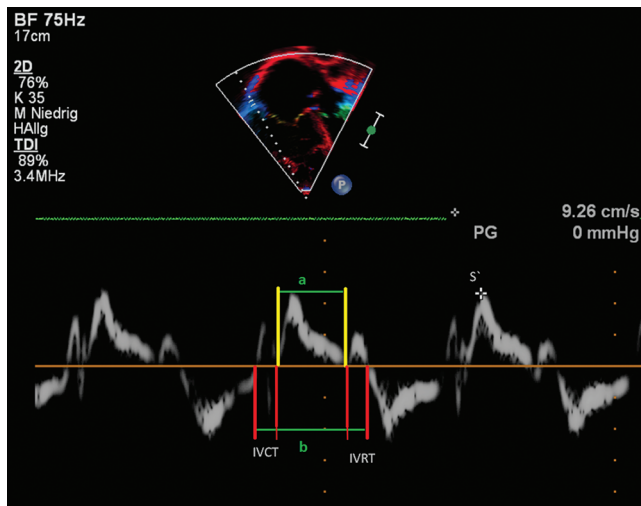 BF 75Hz
17cm
2D
76%
K 35
M Niedrig
HAllg
TDI
89%
3.4MHz
P
9.26 cm/s
PG 0 mmHg
S`
a
b
IVCT
IVRT